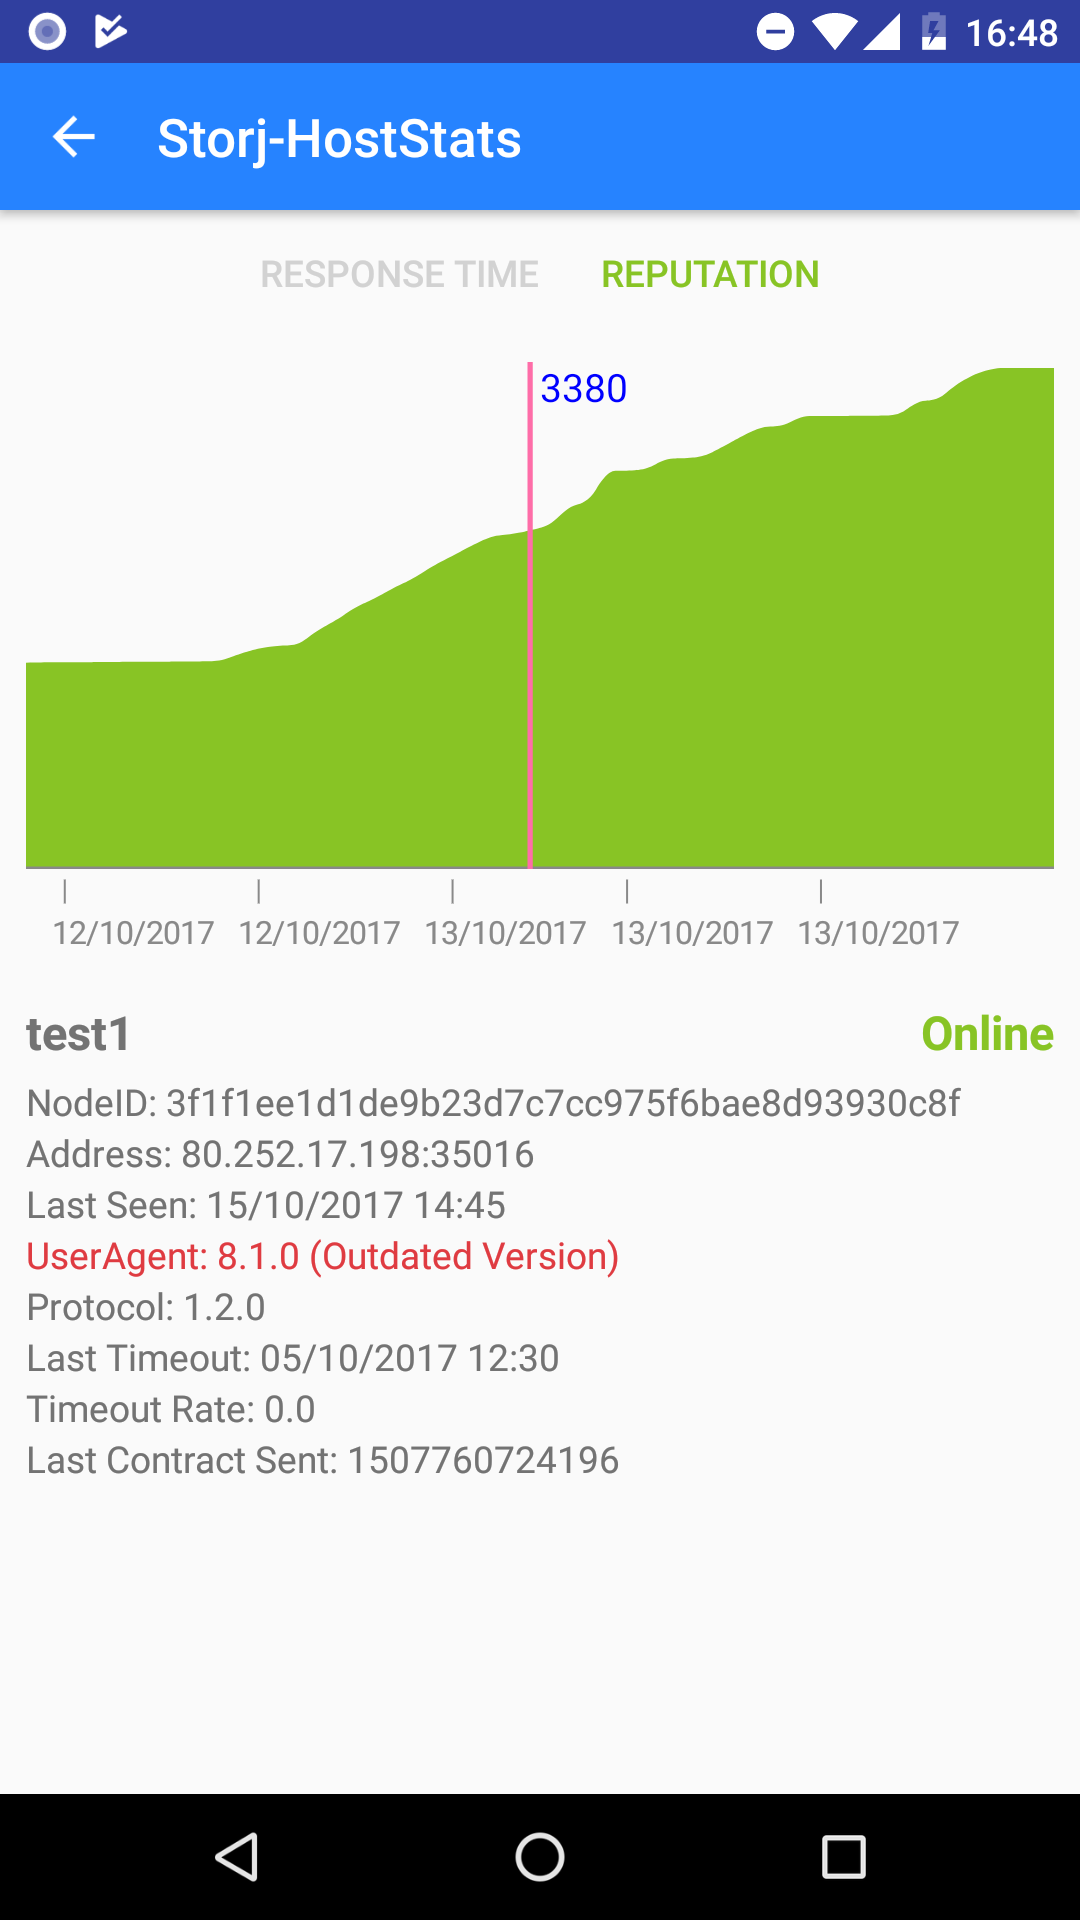 16:48
Storj-HostStats
RESPONSE TIME REPUTATION
3380
12/10/2017 12/10/2017 13/10/2017 13/10/2017 13/10/2017
test1 Online
NodeID: 3f1f1ee1d1de9b23d7c7cc975f6bae8d93930c8f
Address: 80.252.17.198:35016
Last Seen: 15/10/2017 14:45
UserAgent: 8.1.0 (Outdated Version)
Protocol: 1.2.0
Last Timeout: 05/10/2017 12:30
Timeout Rate: 0.0
Last Contract Sent: 1507760724196